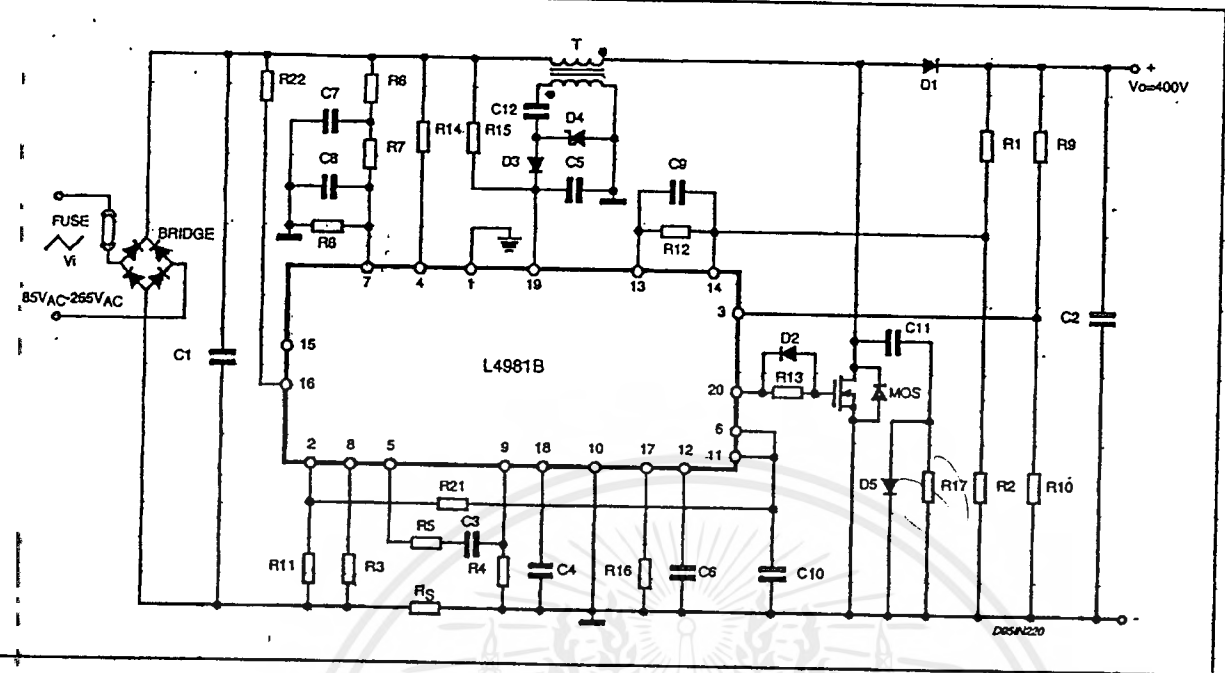 T
R22
C7
R6
C12
D4
D1
+
Vo=400V
R14
R15
R1
R9
C8
R7
D3
C5
C9
FUSE
BRIDGE
R6
R12
Vi
85VAC-265VAC
7
4
1
19
13
14
3
C1
15
L4981B
D2
C11
C2
16
R13
20
MOS
6
2
8
5
9
18
10
17
12
11
R21
D5
R17
R2
R10
R5
C3
R11
R3
R4
C4
R16
C6
C10
RS
D95IN220
-